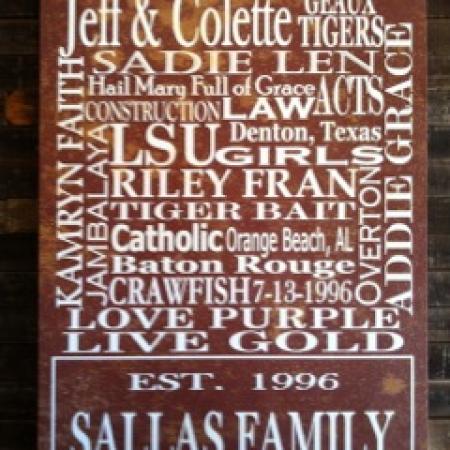 Jeff & Colette
GEAUX
TIGERS
SADIE LEN
Hail Mary Full of Grace
ACTS
CONSTRUCTION
LAW
KAMRYN FAITH
JAMBALAYA
LSU
Denton, Texas
GIRLS
RILEY FRAN
TIGER BAIT
Catholic
Orange Beach, AL
Baton Rouge
CRAWFISH
7-13-1996
OVERTON
ADDIE GRACE
LOVE PURPLE
LIVE GOLD
EST. 1996
SALLAS FAMILY